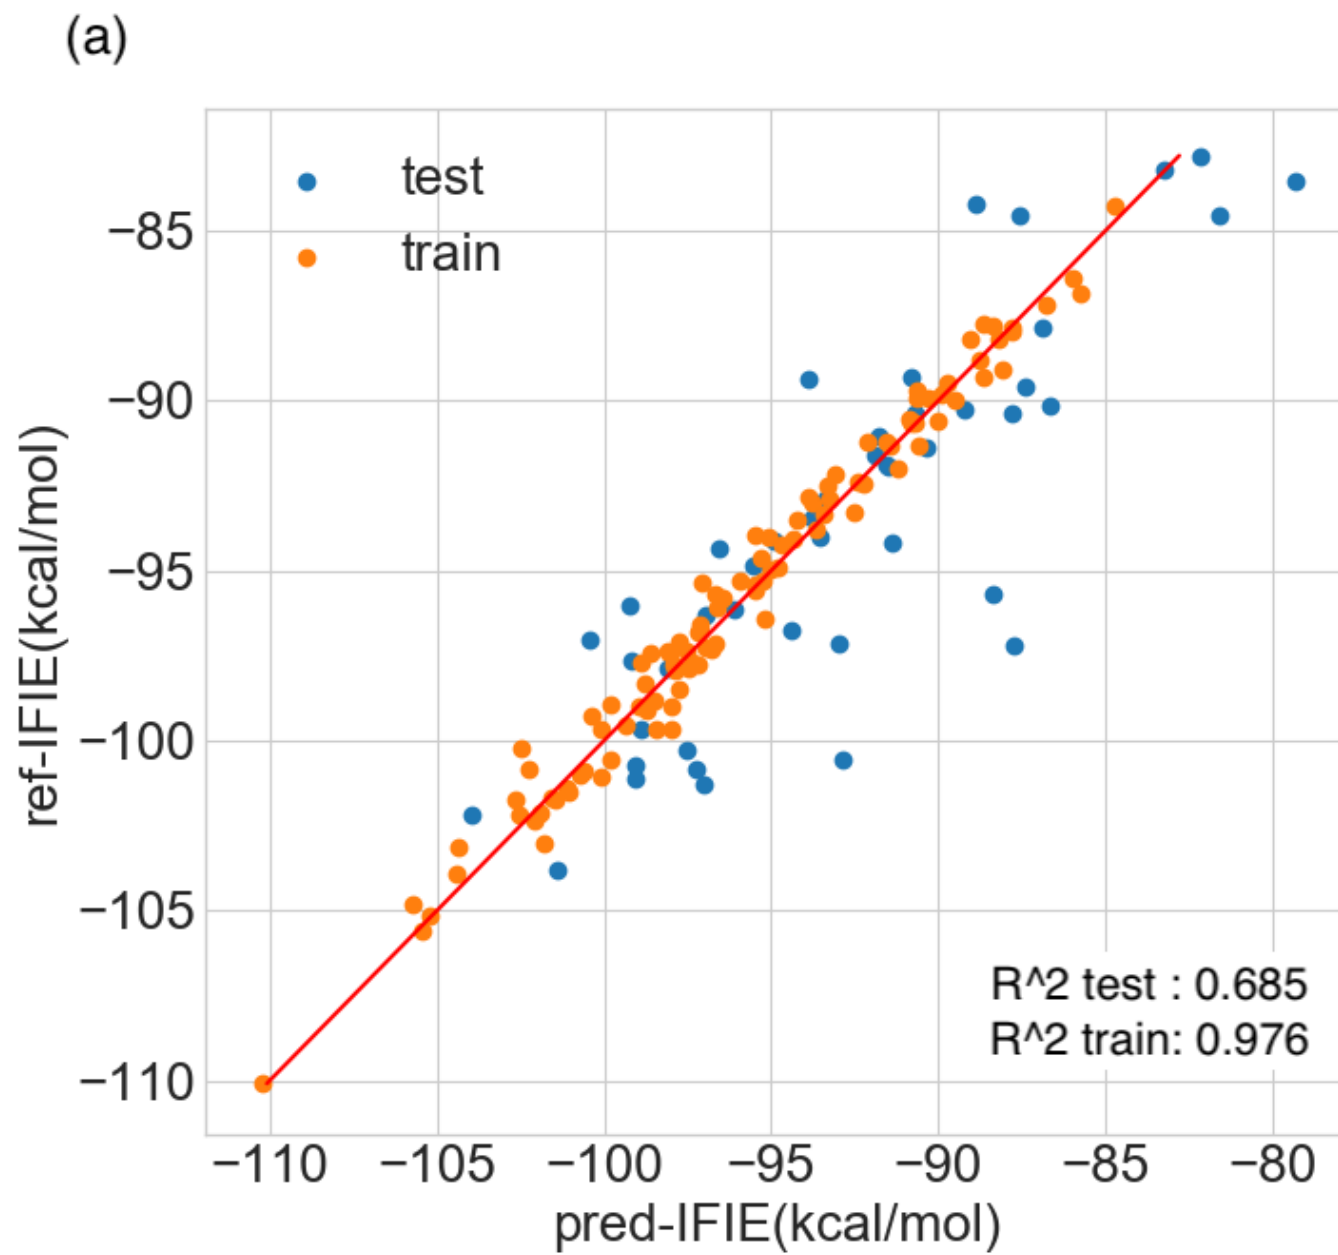 (a)
test
train
−85
−90
−95
−100
−105
−110
ref-IFIE(kcal/mol)
R^2 test : 0.685
R^2 train: 0.976
−110 −105 −100 −95 −90 −85 −80
pred-IFIE(kcal/mol)